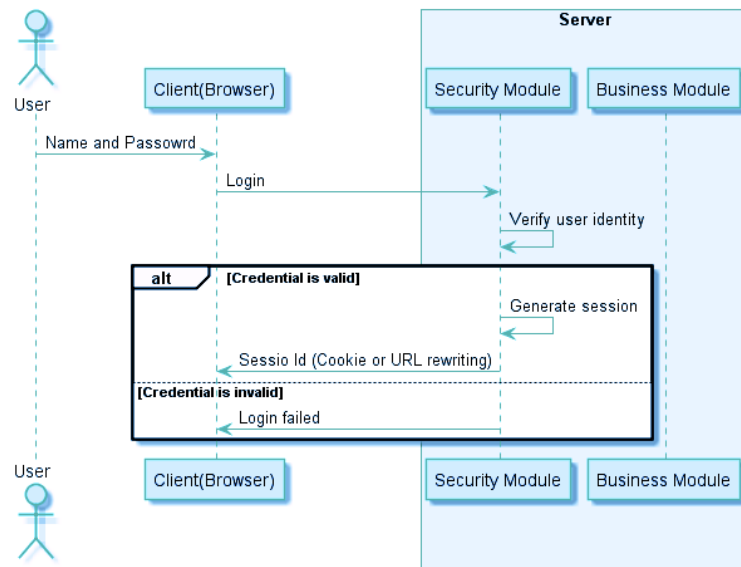 Server
User
Client(Browser)
Security Module
Business Module
Name and Passowrd
Login
Verify user identity
alt
[Credential is valid]
Generate session
Sessio Id (Cookie or URL rewriting)
[Credential is invalid]
Login failed
User
Client(Browser)
Security Module
Business Module